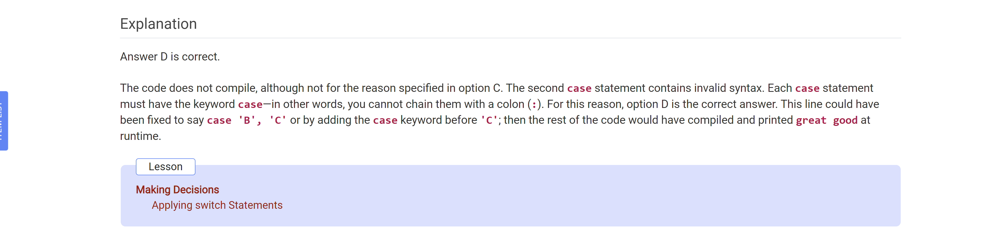 Explanation
Answer D is correct.
The code does not compile, although not for the reason specified in option C. The second case statement contains invalid syntax. Each case statement
must have the keyword case—in other words, you cannot chain them with a colon (:). For this reason, option D is the correct answer. This line could have
been fixed to say case 'B', 'C' or by adding the case keyword before 'C'; then the rest of the code would have compiled and printed great good at
runtime.
Lesson
Making Decisions
Applying switch Statements